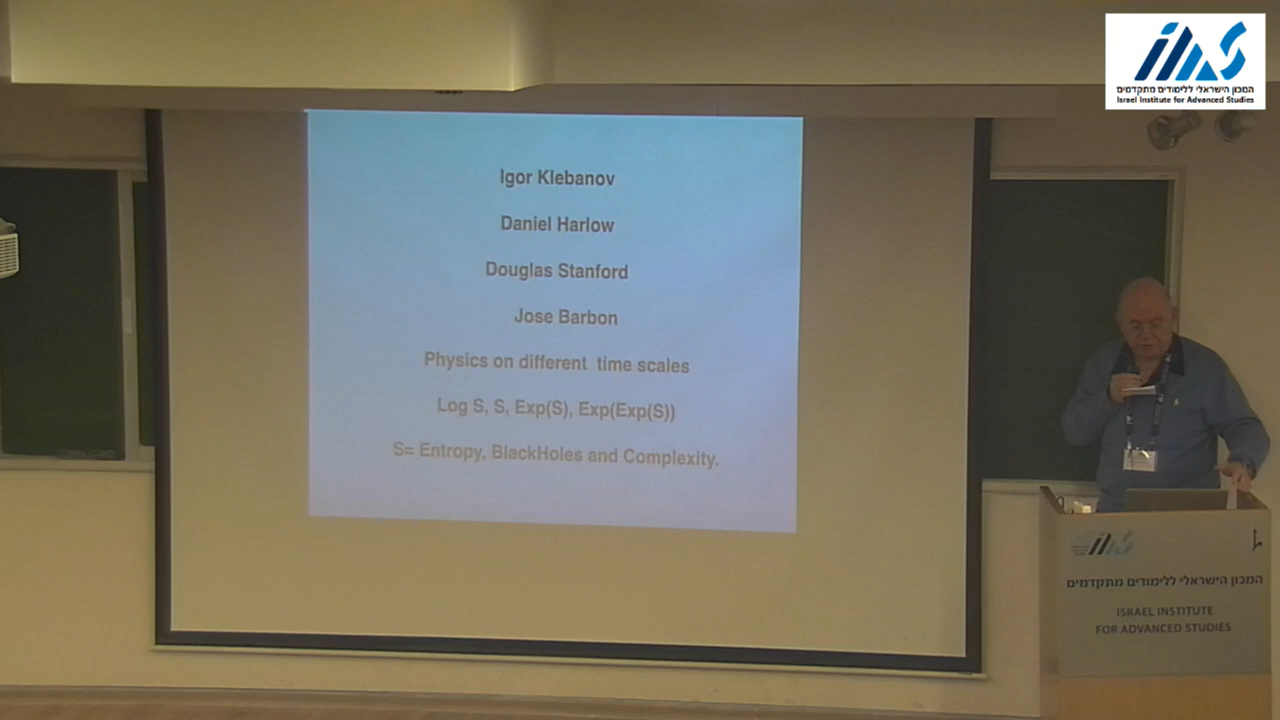 Igor Klebanov
Daniel Harlow
Douglas Stanford
Jose Barbon
Physics on different time scales
Log S, S, Exp(S), Exp(Exp(S))
S= Entropy, BlackHoles and Complexity.
iias
המכון הישראלי ללימודים מתקדמים
Israel Institute for Advanced Studies
iias
המכון הישראלי ללימודים מתקדמים
ISRAEL INSTITUTE
FOR ADVANCED STUDIES